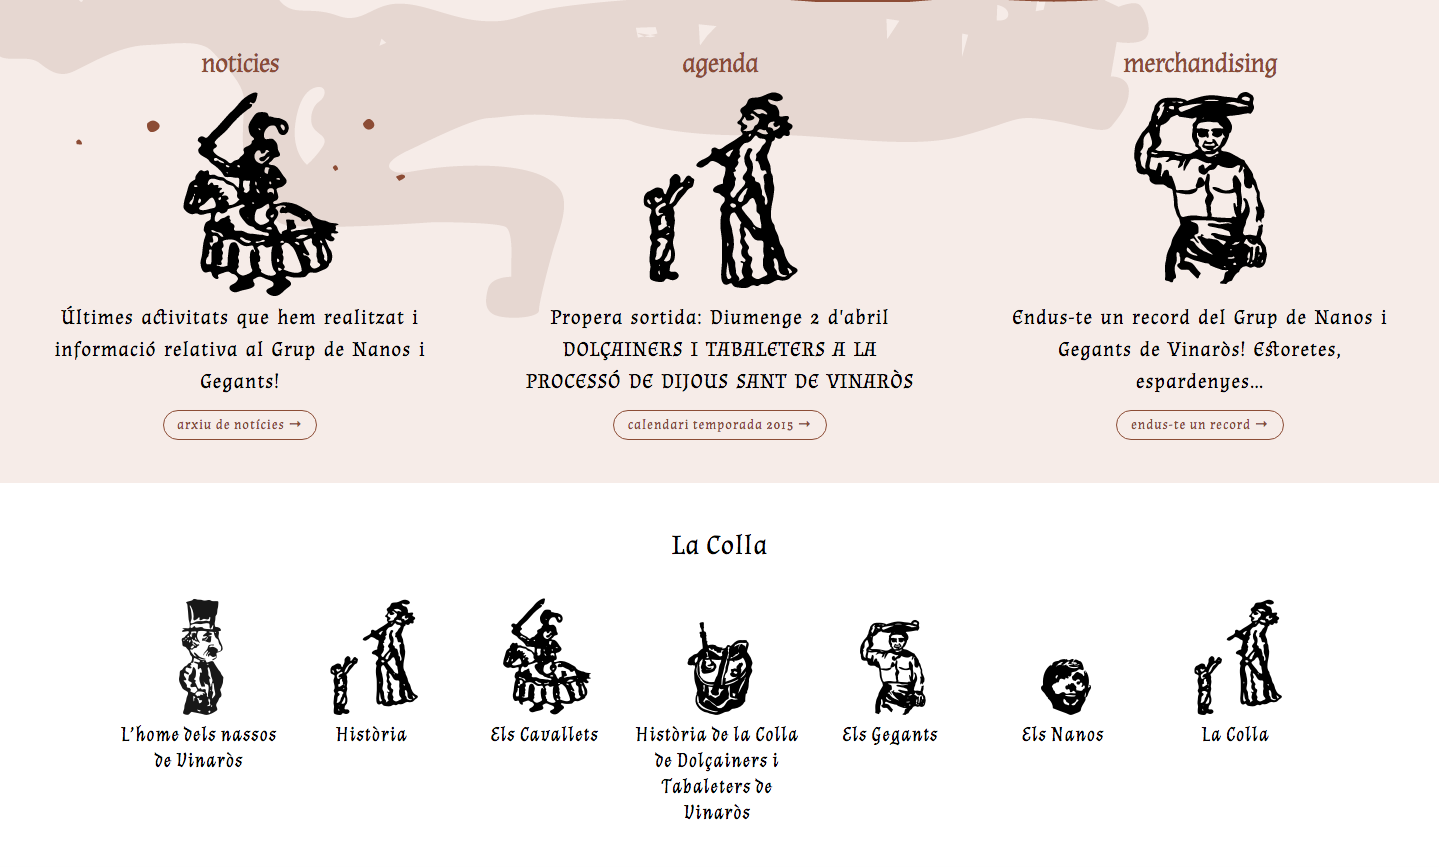 noticies
agenda
merchandising
Últimes activitats que hem realitzat i
informació relativa al Grup de Nanos i
Gegants!
arxiu de notícies →
Propera sortida: Diumenge 2 d'abril
DOLÇAINERS I TABALETERS A LA
PROCESSÓ DE DIJOUS SANT DE VINARÒS
calendari temporada 2015 →
Endus-te un record del Grup de Nanos i
Gegants de Vinaròs! Estoretes,
espardenyes...
endus-te un record →
La Colla
L'home dels nassos
de Vinaròs
Història
Els Cavallets
Història de la Colla
de Dolçainers i
Tabaleters de
Vinaròs
Els Gegants
Els Nanos
La Colla